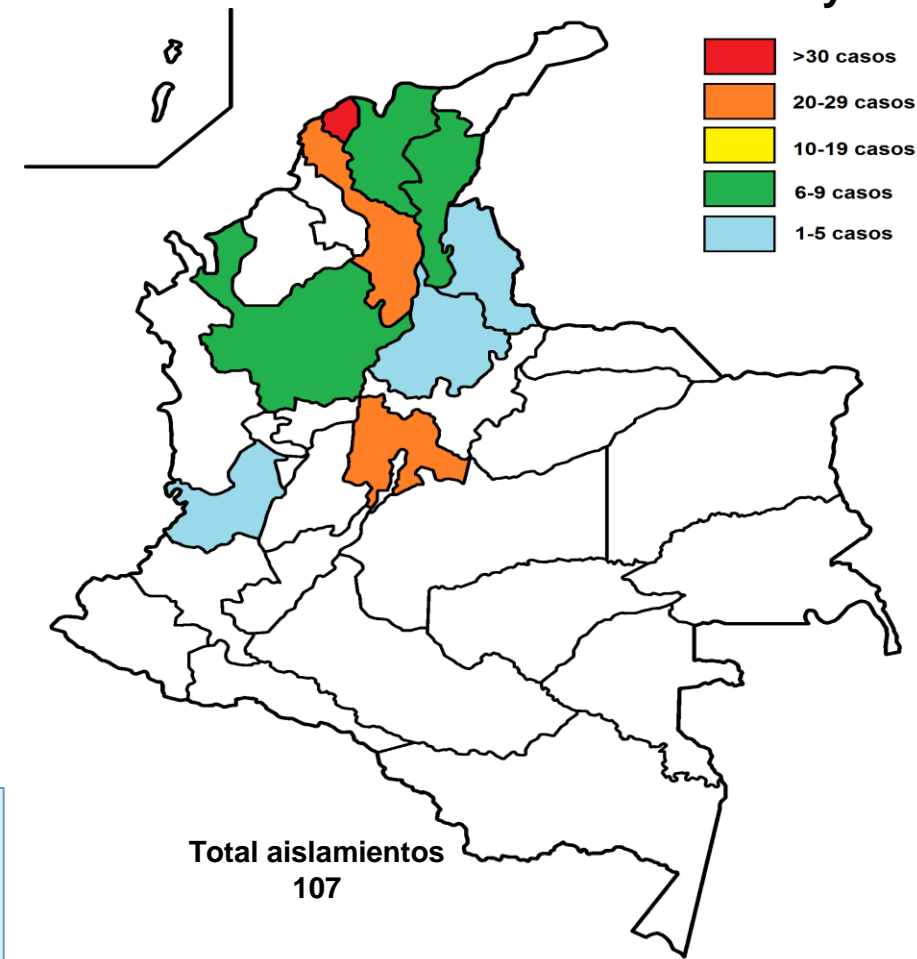 y
>30 casos
20-29 casos
10-19 casos
6-9 casos
1-5 casos
Total aislamientos
107